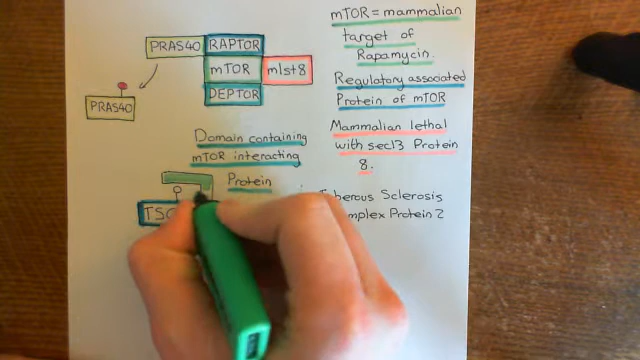 mTOR = mammalian
target of
Rapamycin.
PRAS40 RAPTOR
mTOR mlst8
DEPTOR
PRAS40
Regulatory associated
Protein of mTOR
Mammalian lethal
with sec13 Protein
8.
Domain containing
mTOR interacting
Protein
Sclerosis
Protein 2